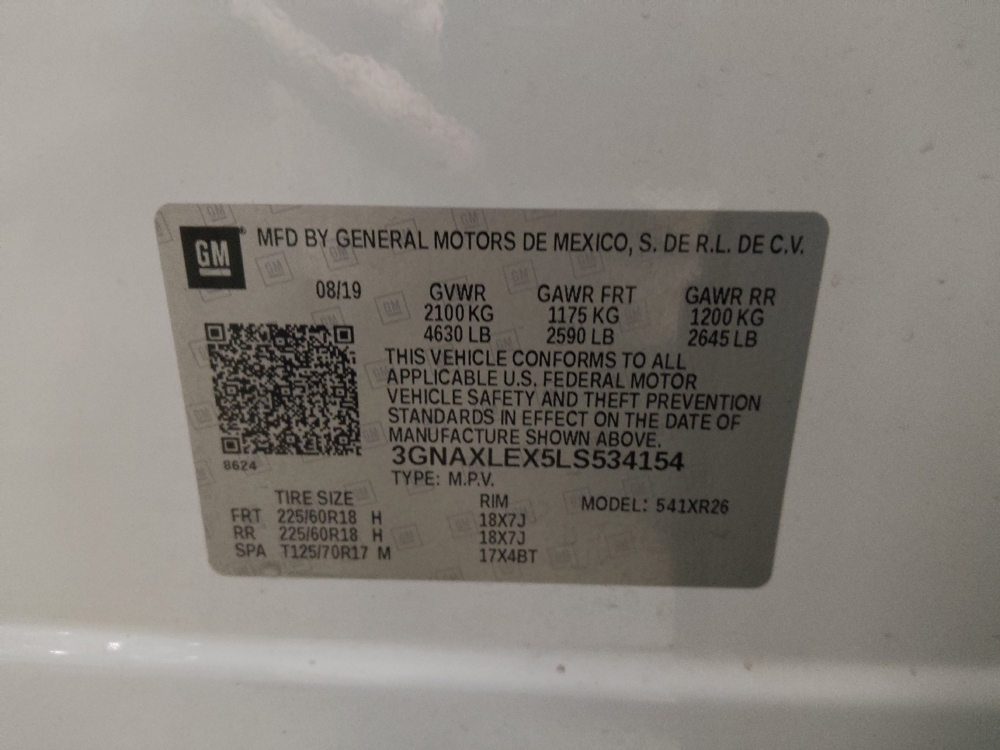 GM
MFD BY GENERAL MOTORS DE MEXICO, S. DE R.L. DE C.V.
08/19 GVWR GAWR FRT GAWR RR
2100 KG 1175 KG 1200 KG
4630 LB 2590 LB 2645 LB
THIS VEHICLE CONFORMS TO ALL
APPLICABLE U.S. FEDERAL MOTOR
VEHICLE SAFETY AND THEFT PREVENTION
STANDARDS IN EFFECT ON THE DATE OF
MANUFACTURE SHOWN ABOVE.
8624 3GNAXLEX5LS534154
TYPE: M.P.V.
TIRE SIZE RIM MODEL: 541XR26
FRT 225/60R18 H 18X7J
RR 225/60R18 H 18X7J
SPA T125/70R17 M 17X4BT